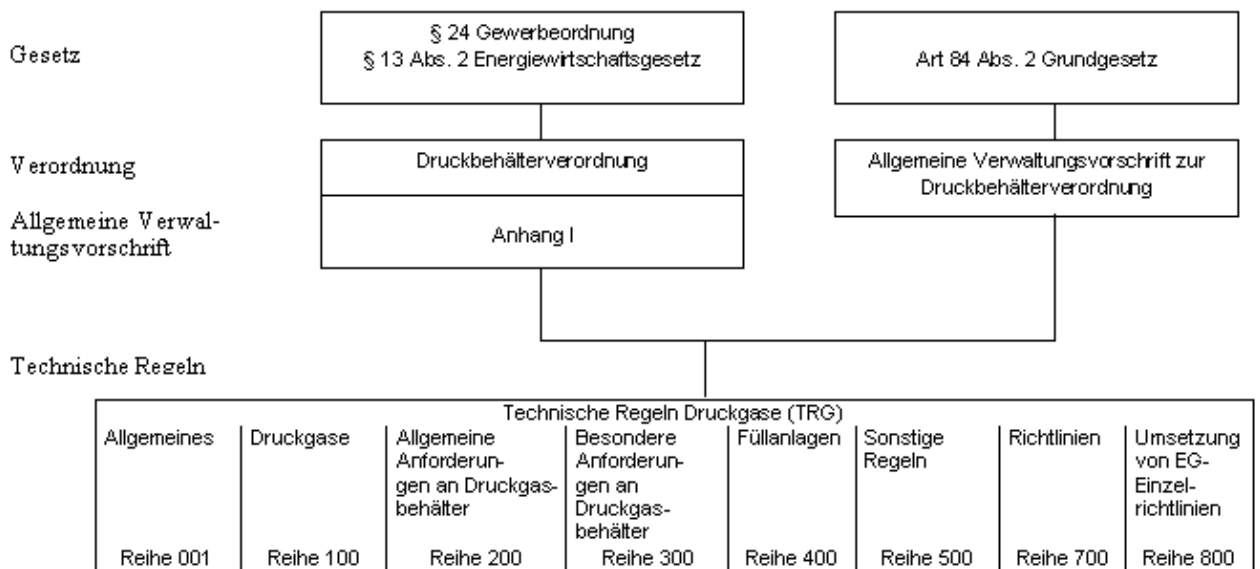 Gesetz
§ 24 Gewerbeordnung
§ 13 Abs. 2 Energiewirtschaftsgesetz
Art 84 Abs. 2 Grundgesetz
Verordnung
Druckbehälterverordnung
Allgemeine Verwaltungsvorschrift zur
Druckbehälterverordnung
Allgemeine Verwal-
tungsvorschrift
Anhang I
Technische Regeln
Technische Regeln Druckgase (TRG)
Allgemeines
Reihe 001
Druckgase
Reihe 100
Allgemeine
Anforderun-
gen an Druckgas-
behälter
Reihe 200
Besondere
Anforderun-
gen an
Druckgas-
behälter
Reihe 300
Füllanlagen
Reihe 400
Sonstige
Regeln
Reihe 500
Richtlinien
Reihe 700
Umsetzung
von EG-
Einzel-
richtlinien
Reihe 800